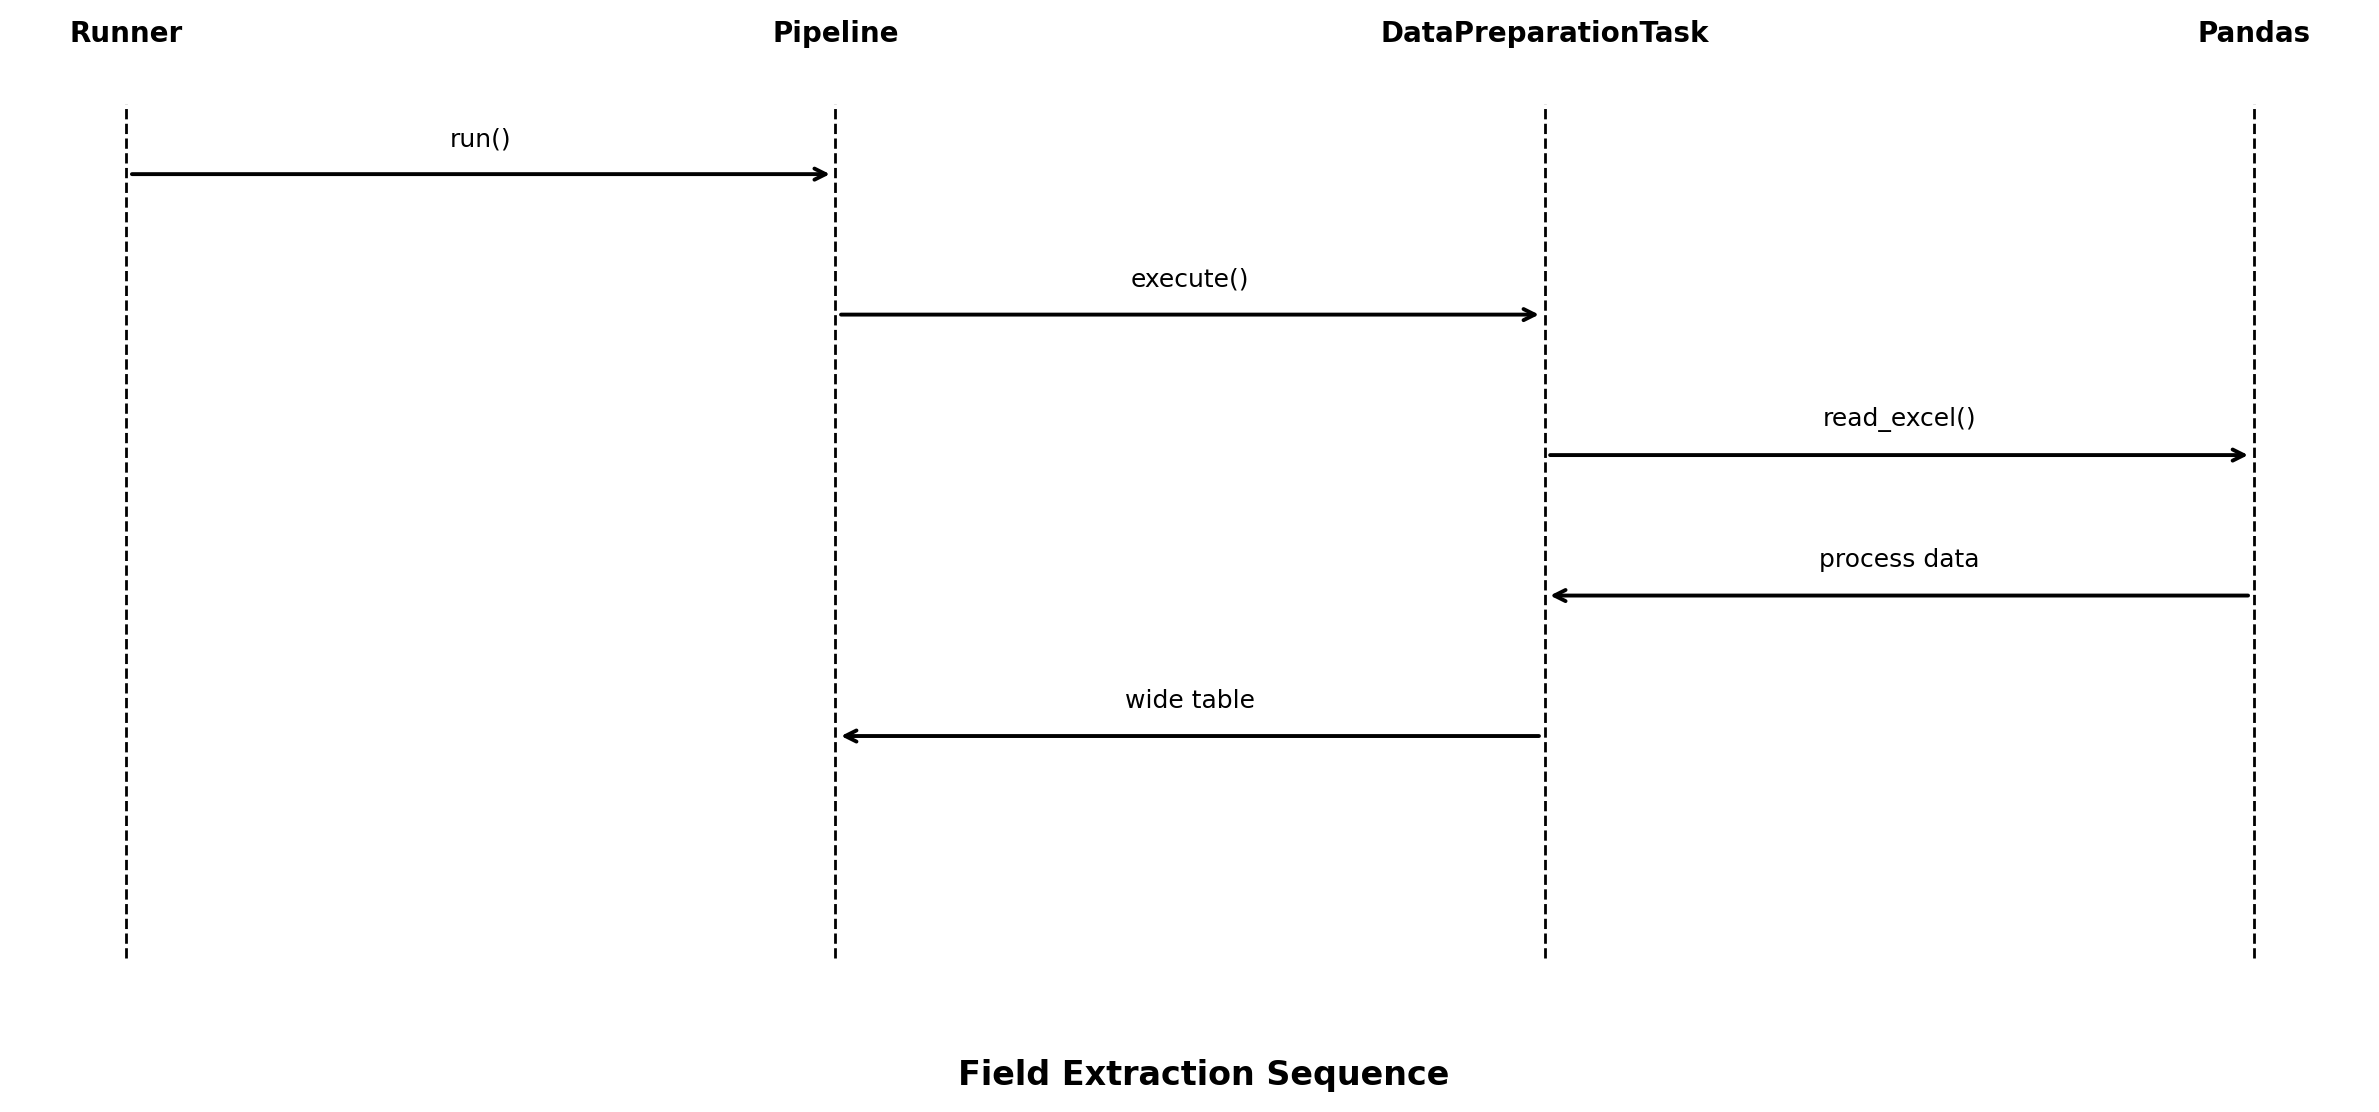 Runner
Pipeline
DataPreparationTask
Pandas
run()
execute()
read_excel()
process data
wide table
Field Extraction Sequence